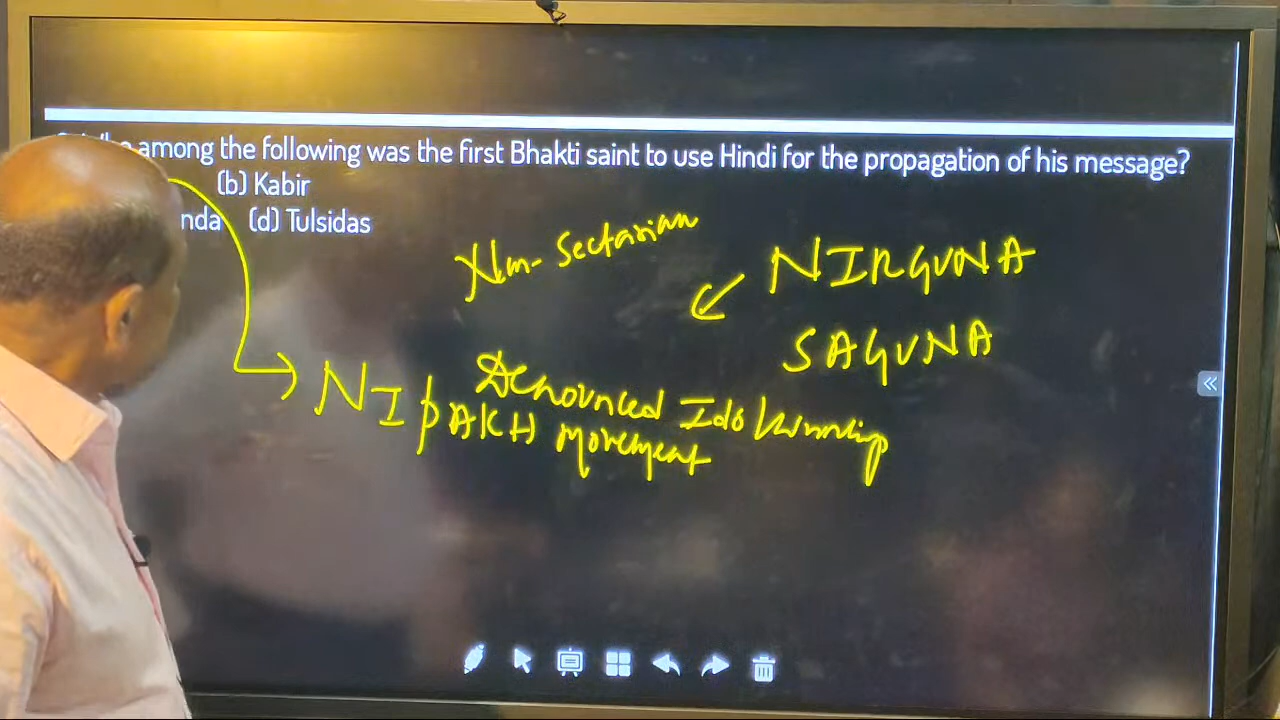 among the following was the first Bhakti saint to use Hindi for the propagation of his message?
(b) Kabir
nda (d) Tulsidas
Non-Sectarian
NIRGUNA
SAGUNA
Denounced Idol Worship
NIPAKH Movement